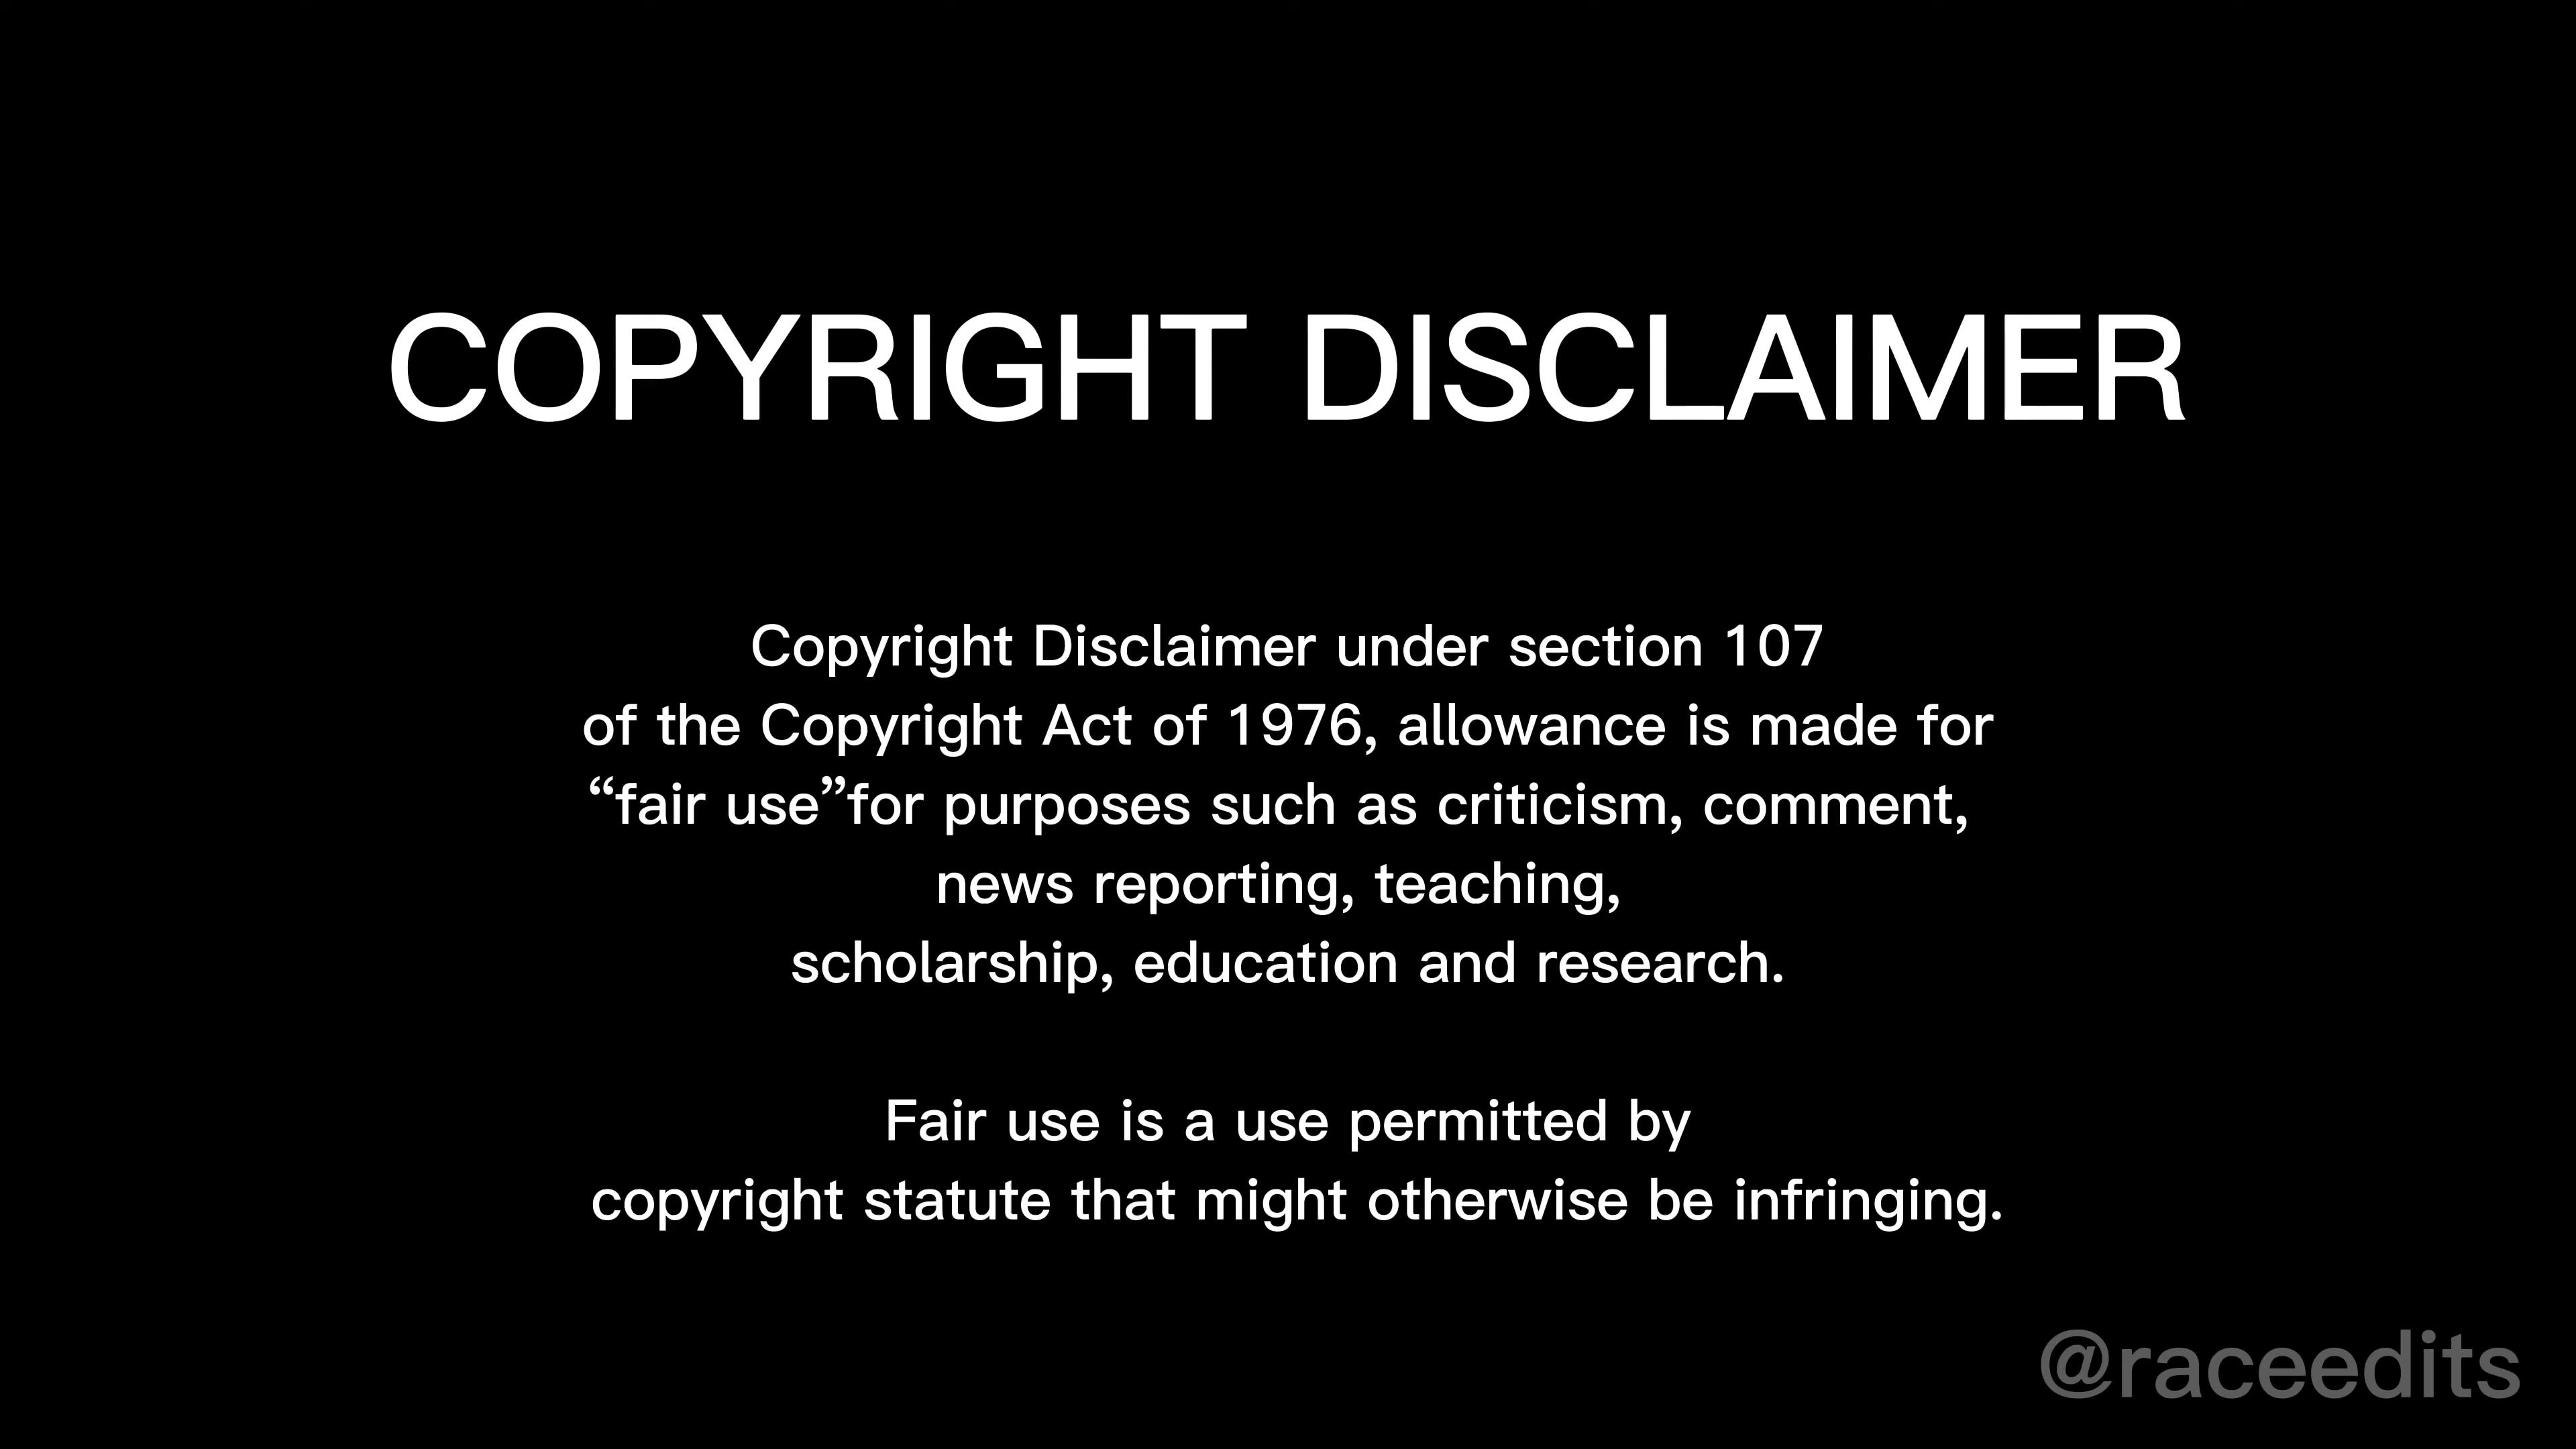 COPYRIGHT DISCLAIMER
Copyright Disclaimer under section 107
of the Copyright Act of 1976, allowance is made for
“fair use”for purposes such as criticism, comment,
news reporting, teaching,
scholarship, education and research.
Fair use is a use permitted by
copyright statute that might otherwise be infringing.
@raceedits